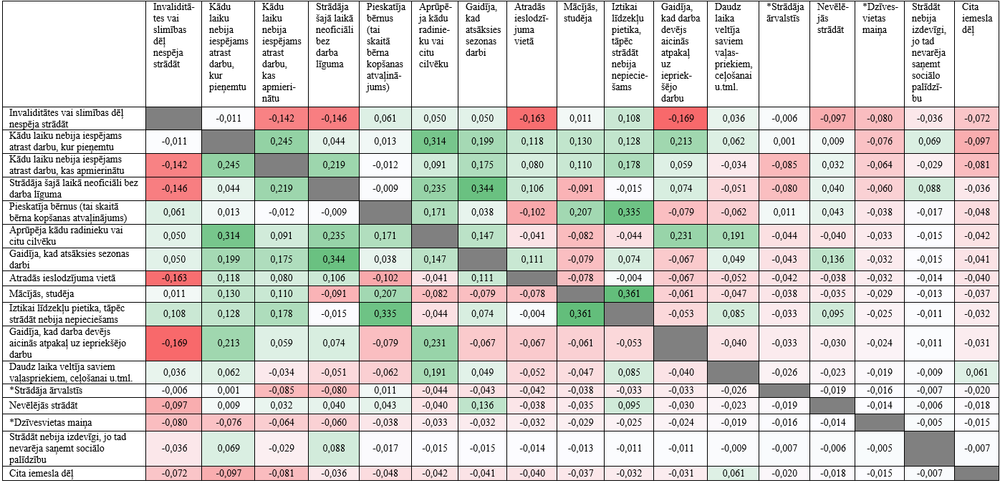 Invaliditā-
tes vai
slimības
dēļ
nespēja
strādāt
Kādu
laiku
nebija
iespējams
atrast
darbu,
kur
pieņemtu
Kādu
laiku
nebija
iespējams
atrast
darbu,
kas
apmieri-
nātu
Strādāja
šajā laikā
neoficiāli
bez
darba
līguma
Pieskatīja
bērnus
(tai
skaitā
bērna
kopšanas
atvaļinā-
jums)
Aprūpē-
ja kādu
radinie-
ku vai
citu
cilvēku
Gaidīja,
kad
atsāksies
sezonas
darbi
Atradās
ieslodzī-
juma
vietā
Mācījās,
studēja
Iztikai
līdzekļu
pietika,
tāpēc
strādāt
nebija
nepiecie-
šams
Gaidīja,
kad darba
devējs
aicinās
atpakaļ
uz
iepriek-
šējo
darbu
Daudz
laika
veltīja
saviem
vaļas-
priekiem,
ceļošanai
u.tml.
*Strādāja
ārvalstīs
Nevēlē-
jās
strādāt
*Dzīves-
vietas
maiņa
Strādāt
nebija
izdevīgi,
jo tad
nevarēja
saņemt
sociālo
palīdzī-
bu
Cita
iemesla
dēļ
Invaliditātes vai slimības dēļ
nespēja strādāt
-0,011 -0,142 -0,146 0,061 0,050 0,050 -0,163 0,011 0,108 -0,169 0,036 -0,006 -0,097 -0,080 -0,036 -0,072
Kādu laiku nebija iespējams
atrast darbu, kur pieņemtu
-0,011 0,245 0,044 0,013 0,314 0,199 0,118 0,130 0,128 0,213 0,062 0,001 0,009 -0,076 0,069 -0,097
Kādu laiku nebija iespējams
atrast darbu, kas apmierinātu
-0,142 0,245 0,219 -0,012 0,091 0,175 0,080 0,110 0,178 0,059 -0,034 -0,085 0,032 -0,064 -0,029 -0,081
Strādāja šajā laikā neoficiāli bez
darba līguma
-0,146 0,044 0,219 -0,009 0,235 0,344 0,106 -0,091 -0,015 0,074 -0,051 -0,080 0,040 -0,060 0,088 -0,036
Pieskatīja bērnus (tai skaitā
bērna kopšanas atvaļinājums)
0,061 0,013 -0,012 -0,009 0,171 0,038 -0,102 0,207 0,335 -0,079 -0,062 0,011 0,043 -0,038 -0,017 -0,048
Aprūpēja kādu radinieku vai
citu cilvēku
0,050 0,314 0,091 0,235 0,171 0,147 -0,041 -0,082 -0,044 0,231 0,191 -0,044 -0,040 -0,033 -0,015 -0,042
Gaidīja, kad atsāksies sezonas
darbi
0,050 0,199 0,175 0,344 0,038 0,147 0,111 -0,079 0,074 -0,067 0,049 -0,043 0,136 -0,032 -0,015 -0,041
Atradās ieslodzījuma vietā -0,163 0,118 0,080 0,106 -0,102 -0,041 0,111 -0,078 -0,004 -0,067 -0,052 -0,042 -0,038 -0,032 -0,014 -0,040
Mācījās, studēja 0,011 0,130 0,110 -0,091 0,207 -0,082 -0,079 -0,078 0,361 -0,061 -0,047 -0,038 -0,035 -0,029 -0,013 -0,037
Iztikai līdzekļu pietika, tāpēc
strādāt nebija nepieciešams
0,108 0,128 0,178 -0,015 0,335 -0,044 0,074 -0,004 0,361 -0,053 0,085 -0,033 0,095 -0,025 -0,011 -0,032
Gaidīja, kad darba devējs
aicinās atpakaļ uz iepriekšējo
darbu
-0,169 0,213 0,059 0,074 -0,079 0,231 -0,067 -0,067 -0,061 -0,053 -0,040 -0,033 -0,030 -0,024 -0,011 -0,031
Daudz laika veltīja saviem
vaļaspriekiem, ceļošanai u.tml.
0,036 0,062 -0,034 -0,051 -0,062 0,191 0,049 -0,052 -0,047 0,085 -0,040 -0,026 -0,023 -0,019 -0,009 0,061
*Strādāja ārvalstīs -0,006 0,001 -0,085 -0,080 0,011 -0,044 -0,043 -0,042 -0,038 -0,033 -0,033 -0,026 -0,019 -0,016 -0,007 -0,020
Nevēlējās strādāt -0,097 0,009 0,032 0,040 0,043 -0,040 0,136 -0,038 -0,035 0,095 -0,030 -0,023 -0,019 -0,014 -0,006 -0,018
*Dzīvesvietas maiņa -0,080 -0,076 -0,064 -0,060 -0,038 -0,033 -0,032 -0,032 -0,029 -0,025 -0,024 -0,019 -0,016 -0,014 -0,005 -0,015
Strādāt nebija izdevīgi, jo tad
nevarēja saņemt sociālo
palīdzību
-0,036 0,069 -0,029 0,088 -0,017 -0,015 -0,015 -0,014 -0,013 -0,011 -0,011 -0,009 -0,007 -0,006 -0,005 -0,007
Cita iemesla dēļ -0,072 -0,097 -0,081 -0,036 -0,048 -0,042 -0,041 -0,040 -0,037 -0,032 -0,031 0,061 -0,020 -0,018 -0,015 -0,007